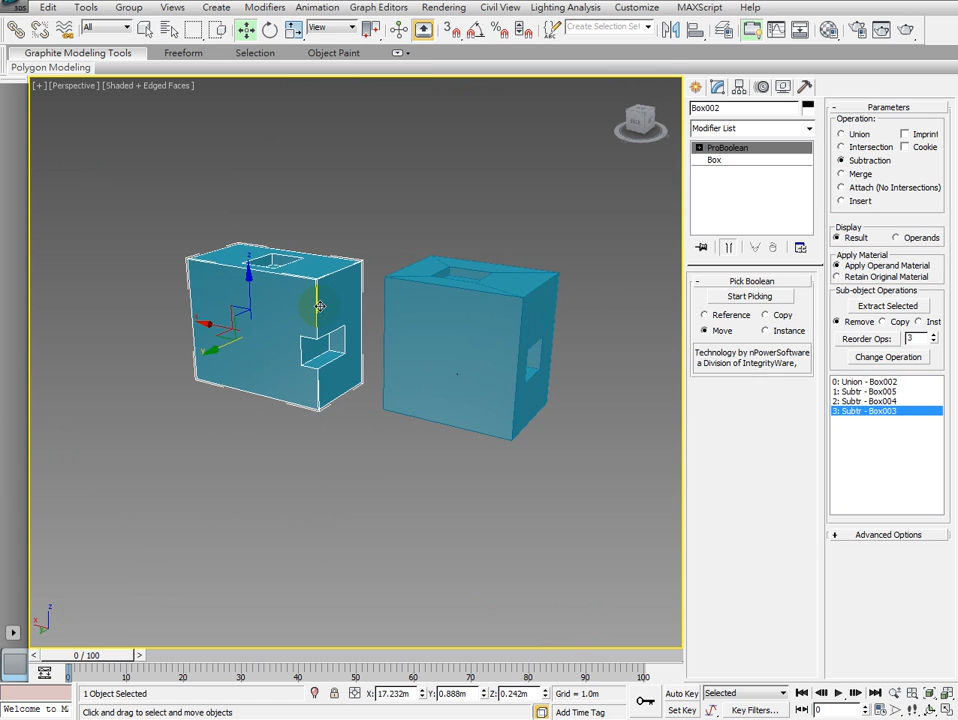 3DS Edit Tools Group Views Create Modifiers Animation Graph Editors Rendering Civil View Lighting Analysis Customize MAXScript Help
All View Create Selection Set
Graphite Modeling Tools Freeform Selection Object Paint
Polygon Modeling
[+] [Perspective] [Shaded + Edged Faces]
z
x
y
Box002
Modifier List
ProBoolean
Box
- Pick Boolean
Start Picking
Reference Copy
Move Instance
Technology by nPowerSoftware
a Division of IntegrityWare,
- Parameters
Operation:
Union Imprint
Intersection Cookie
Subtraction
Merge
Attach (No Intersections)
Insert
Display
Result Operands
Apply Material
Apply Operand Material
Retain Original Material
Sub-object Operations
Extract Selected
Remove Copy Inst
Reorder Ops: 3
Change Operation
0: Union - Box002
1: Subtr - Box005
2: Subtr - Box004
3: Subtr - Box003
+ Advanced Options
z
x
< 0 / 100 >
0 10 20 30 40 50 60 70 80 90 100
1 Object Selected X: 17.232m Y: 0.888m Z: 0.242m Grid = 1.0m Auto Key Selected
Welcome to M Click and drag to select and move objects Add Time Tag Set Key Key Filters... 0